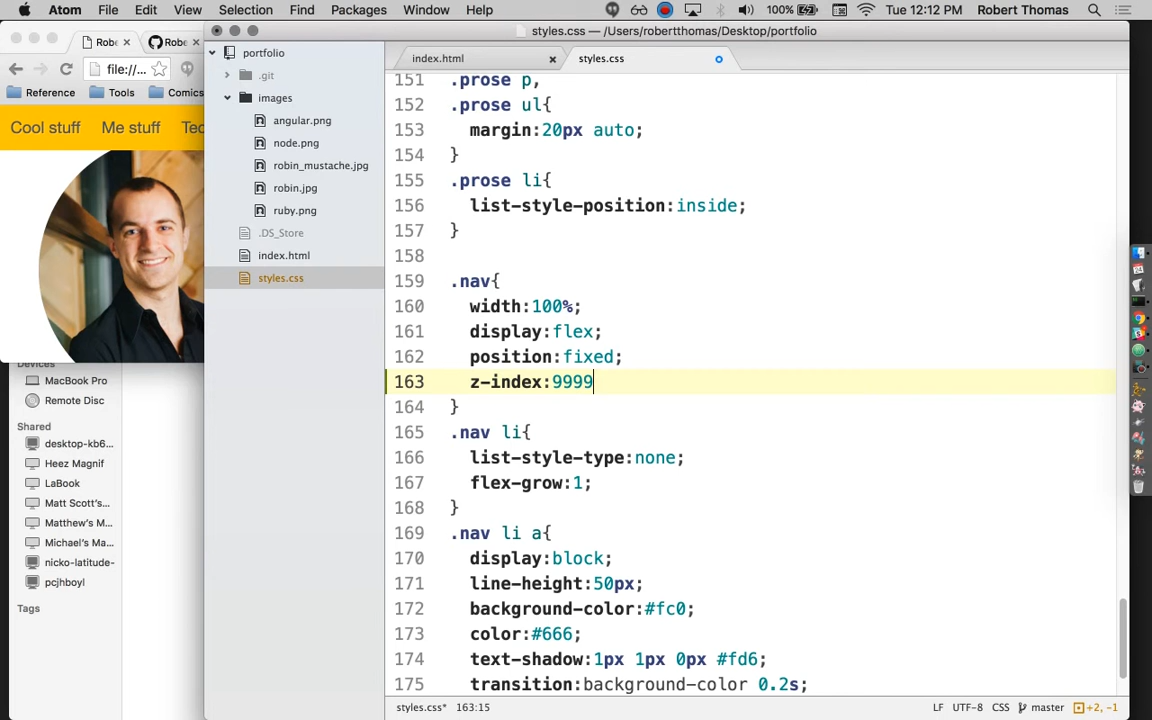 Atom File Edit View Selection Find Packages Window Help 100% Tue 12:12 PM Robert Thomas
styles.css — /Users/robertthomas/Desktop/portfolio
Robe × Robe ×
file://...
Reference Tools Comics
Cool stuff Me stuff Tec
Devices
MacBook Pro
Remote Disc
Shared
desktop-kb6...
Heez Magnif
LaBook
Matt Scott's...
Matthew's M...
Michael's Ma...
nicko-latitude-
pcjhboyl
Tags
portfolio
.git
images
angular.png
node.png
robin_mustache.jpg
robin.jpg
ruby.png
.DS_Store
index.html
styles.css
index.html × styles.css
151 .prose p,
152 .prose ul{
153 margin:20px auto;
154 }
155 .prose li{
156 list-style-position:inside;
157 }
158
159 .nav{
160 width:100%;
161 display:flex;
162 position:fixed;
163 z-index:9999
164 }
165 .nav li{
166 list-style-type:none;
167 flex-grow:1;
168 }
169 .nav li a{
170 display:block;
171 line-height:50px;
172 background-color:#fc0;
173 color:#666;
174 text-shadow:1px 1px 0px #fd6;
175 transition:background-color 0.2s;
styles.css* 163:15 LF UTF-8 CSS master +2, -1